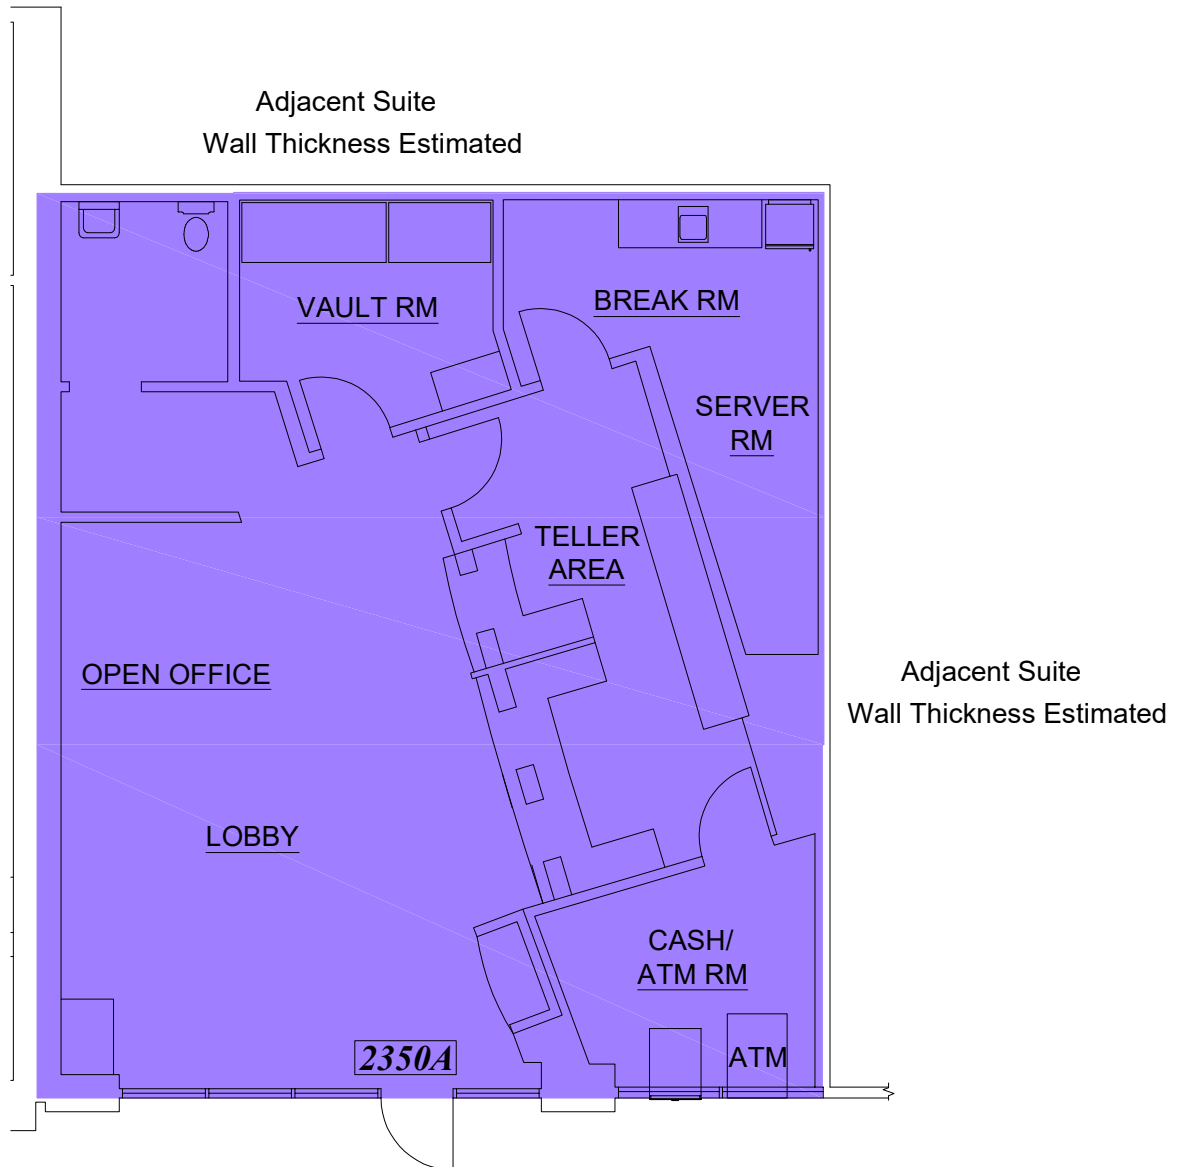 Adjacent Suite
Wall Thickness Estimated
VAULT RM
BREAK RM
SERVER
RM
TELLER
AREA
OPEN OFFICE
Adjacent Suite
Wall Thickness Estimated
LOBBY
CASH/
ATM RM
2350A
ATM